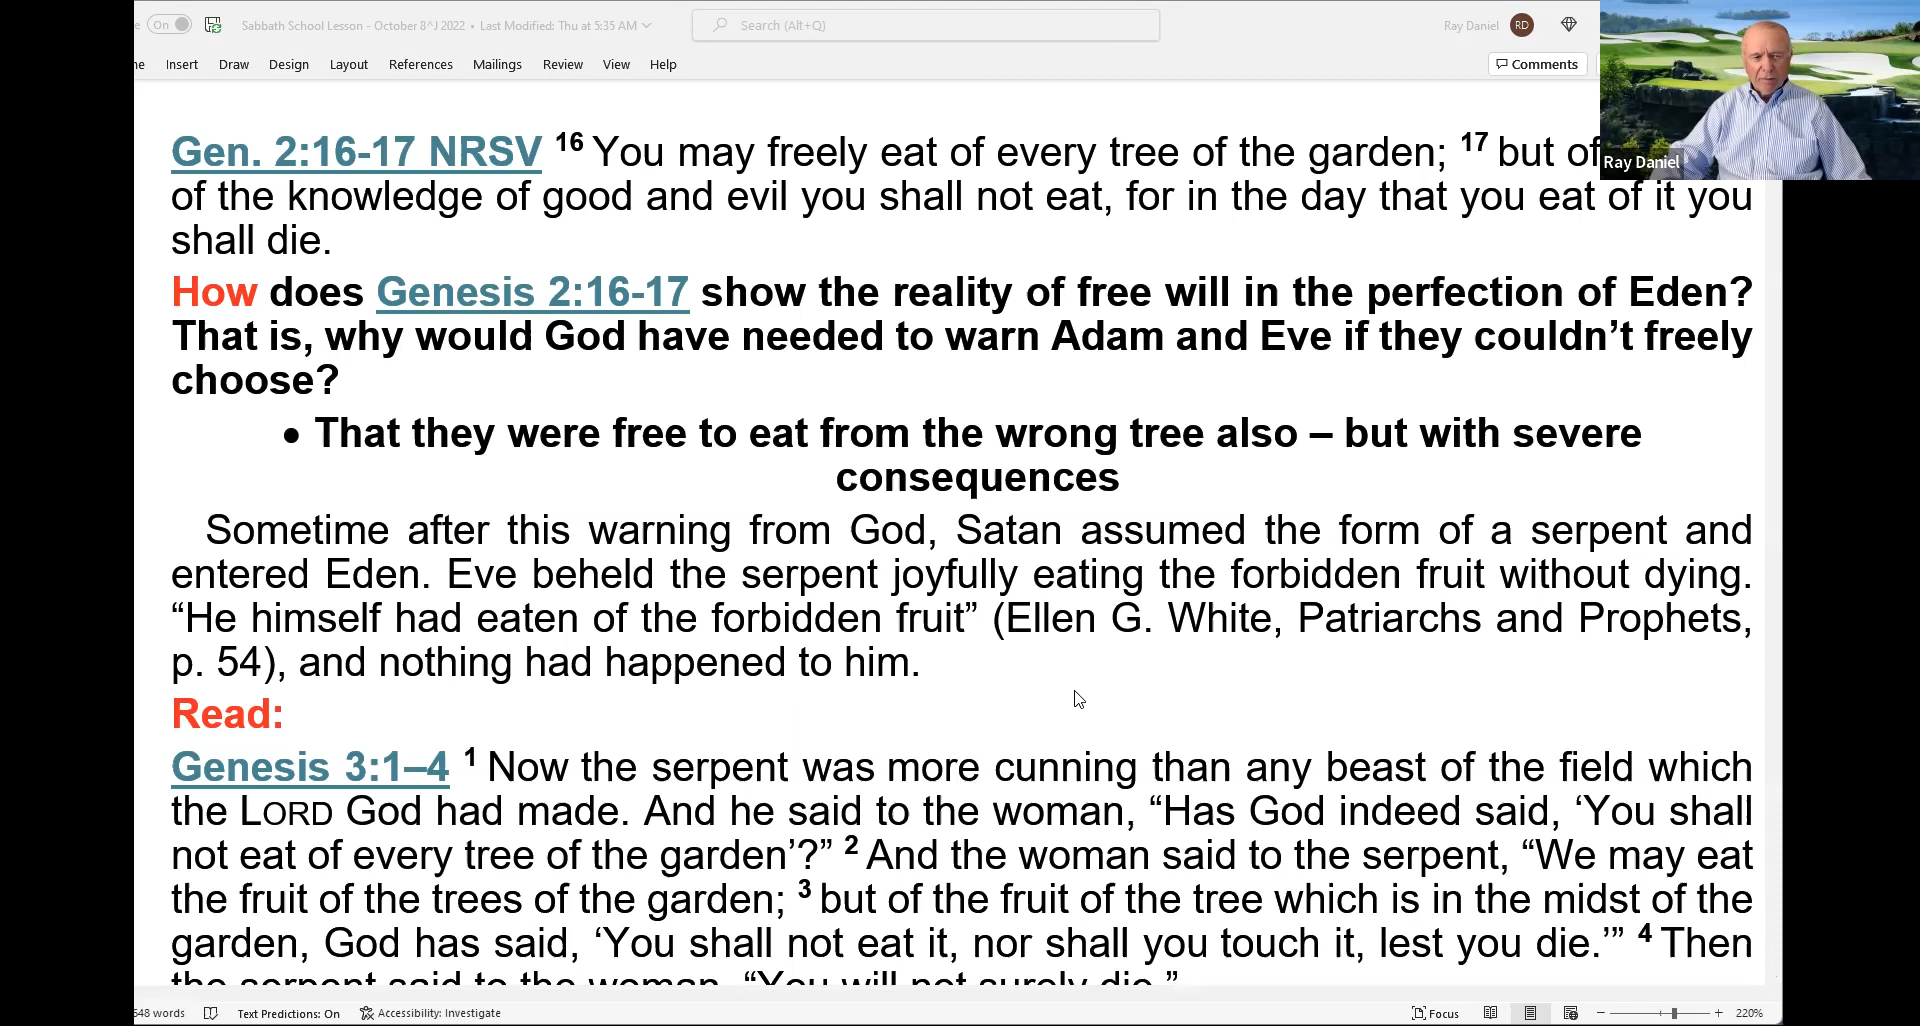 On
Sabbath School Lesson - October 8^J 2022 • Last Modified: Thu at 5:35 AM
Search (Alt+Q)
Ray Daniel RD
Insert Draw Design Layout References Mailings Review View Help
Comments
Gen. 2:16-17 NRSV 16 You may freely eat of every tree of the garden; 17 but of
Ray Daniel
of the knowledge of good and evil you shall not eat, for in the day that you eat of it you
shall die.
How does Genesis 2:16-17 show the reality of free will in the perfection of Eden?
That is, why would God have needed to warn Adam and Eve if they couldn’t freely
choose?
• That they were free to eat from the wrong tree also – but with severe
consequences
Sometime after this warning from God, Satan assumed the form of a serpent and
entered Eden. Eve beheld the serpent joyfully eating the forbidden fruit without dying.
“He himself had eaten of the forbidden fruit” (Ellen G. White, Patriarchs and Prophets,
p. 54), and nothing had happened to him.
Read:
Genesis 3:1–4 1 Now the serpent was more cunning than any beast of the field which
the LORD God had made. And he said to the woman, “Has God indeed said, ‘You shall
not eat of every tree of the garden’?” 2 And the woman said to the serpent, “We may eat
the fruit of the trees of the garden; 3 but of the fruit of the tree which is in the midst of the
garden, God has said, ‘You shall not eat it, nor shall you touch it, lest you die.’” 4 Then
the serpent said to the woman, “You will not surely die.”
648 words Text Predictions: On Accessibility: Investigate Focus 220%